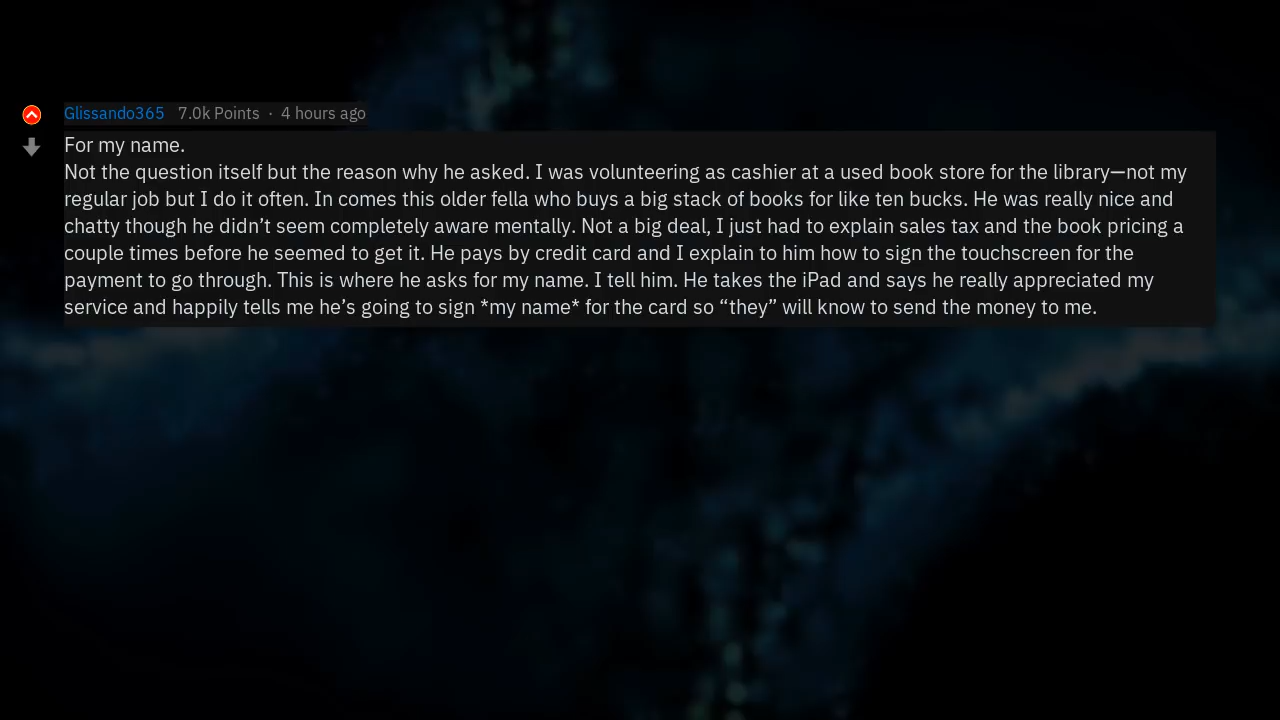 Glissando365 7.0k Points · 4 hours ago
For my name.
Not the question itself but the reason why he asked. I was volunteering as cashier at a used book store for the library—not my
regular job but I do it often. In comes this older fella who buys a big stack of books for like ten bucks. He was really nice and
chatty though he didn’t seem completely aware mentally. Not a big deal, I just had to explain sales tax and the book pricing a
couple times before he seemed to get it. He pays by credit card and I explain to him how to sign the touchscreen for the
payment to go through. This is where he asks for my name. I tell him. He takes the iPad and says he really appreciated my
service and happily tells me he’s going to sign *my name* for the card so “they” will know to send the money to me.